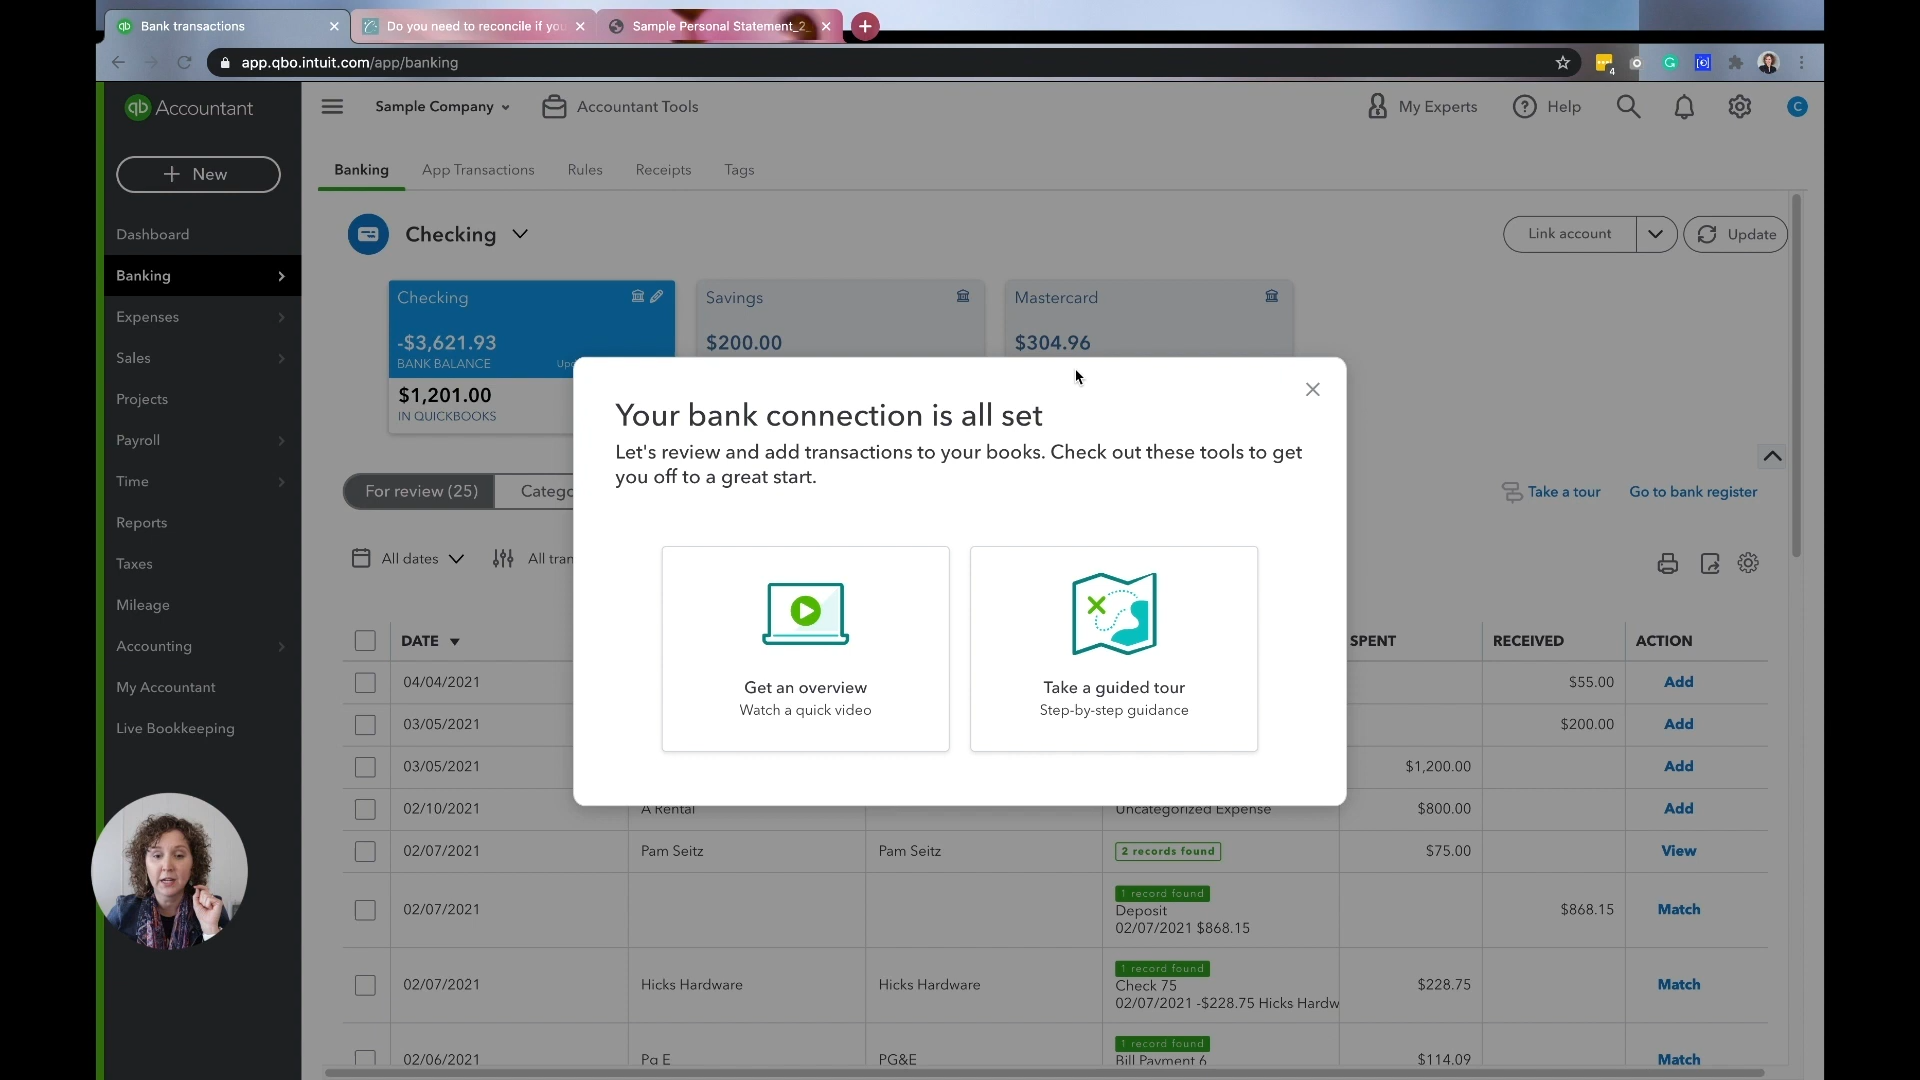 Bank transactions
Do you need to reconcile if you
Sample Personal Statement_2_
app.qbo.intuit.com/app/banking
4
qb Accountant
Sample Company
Accountant Tools
My Experts
Help
C
New
Banking
App Transactions
Rules
Receipts
Tags
Dashboard
Banking
Expenses
Sales
Projects
Payroll
Time
Reports
Taxes
Mileage
Accounting
My Accountant
Live Bookkeeping
Checking
Link account
Update
Checking
-$3,621.93
BANK BALANCE
$1,201.00
IN QUICKBOOKS
Savings
$200.00
Mastercard
$304.96
Your bank connection is all set
Let's review and add transactions to your books. Check out these tools to get
you off to a great start.
Get an overview
Watch a quick video
Take a guided tour
Step-by-step guidance
For review (25)
Take a tour
Go to bank register
All dates
All
DATE
SPENT
RECEIVED
ACTION
04/04/2021 $55.00 Add
03/05/2021 $200.00 Add
03/05/2021 $1,200.00 Add
02/10/2021 A Rental Uncategorized Expense $800.00 Add
02/07/2021 Pam Seitz Pam Seitz 2 records found $75.00 View
1 record found
02/07/2021 Deposit $868.15 Match
02/07/2021 $868.15
1 record found
02/07/2021 Hicks Hardware Hicks Hardware Check 75 $228.75 Match
02/07/2021 -$228.75 Hicks Hardw
1 record found
02/06/2021 Pg E PG&E Bill Payment 6 $114.09 Match